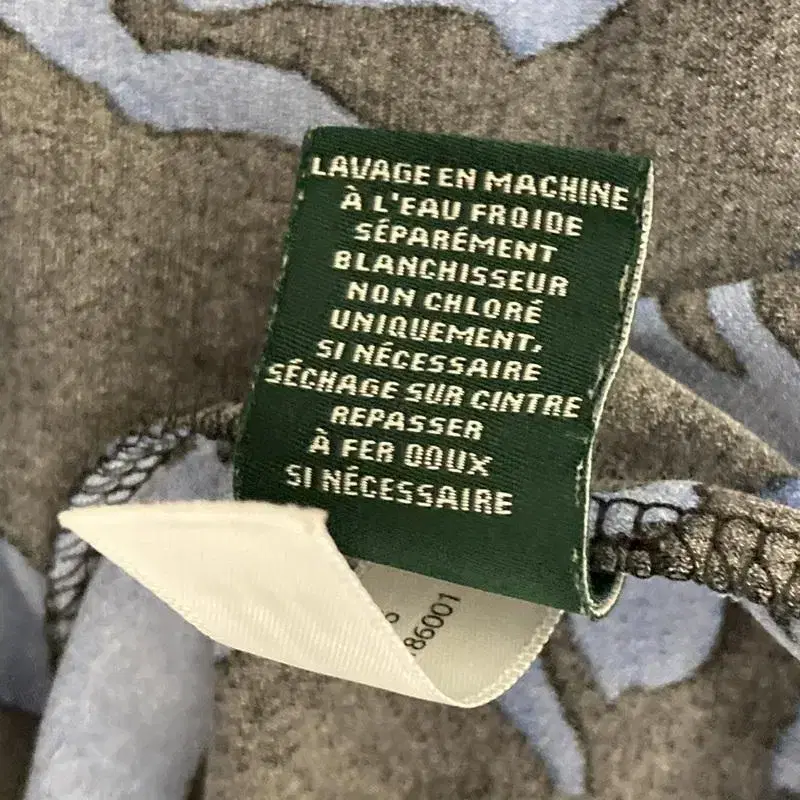 LAVAGE EN MACHINE
À L'EAU FROIDE
SÉPARÉMENT
BLANCHISSEUR
NON CHLORÉ
UNIQUEMENT,
SI NÉCESSAIRE
SÉCHAGE SUR CINTRE
REPASSER
À FER DOUX
SI NÉCESSAIRE
86001